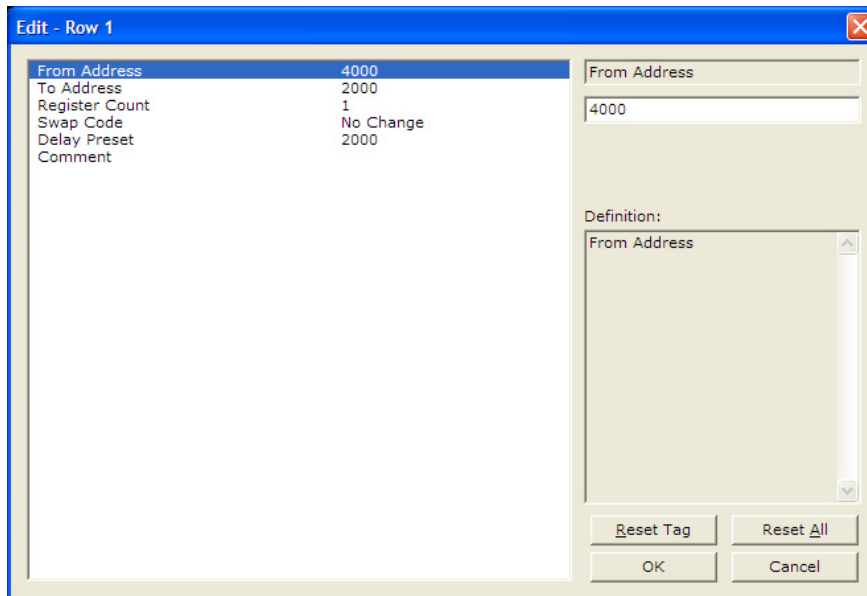 Edit - Row 1
From Address 4000
To Address 2000
Register Count 1
Swap Code No Change
Delay Preset 2000
Comment
From Address
4000
Definition:
From Address
Reset Tag Reset All
OK Cancel